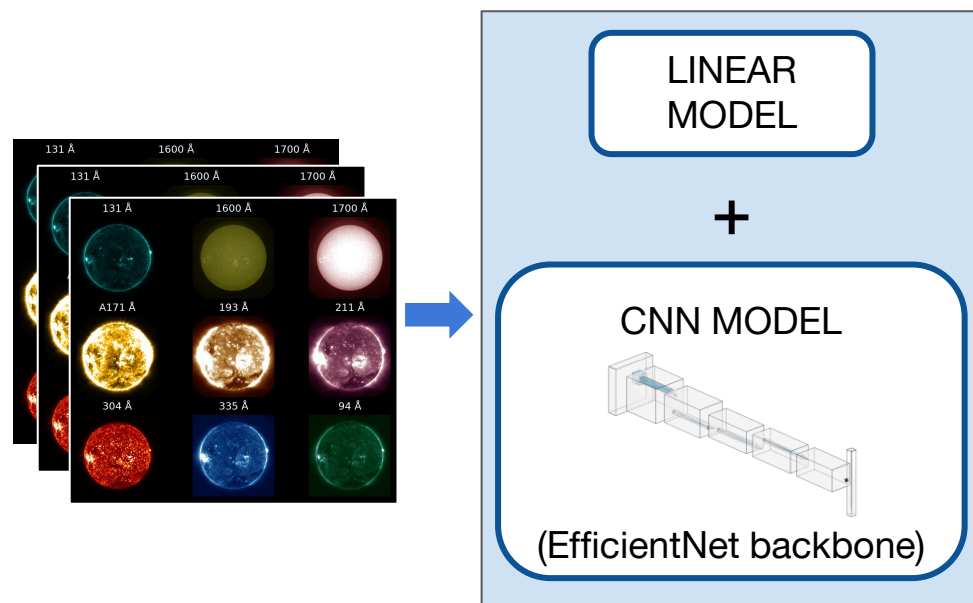 131 Å 1600 Å 1700 Å
131 Å 1600 Å 1700 Å
131 Å 1600 Å 1700 Å
A171 Å 193 Å 211 Å
304 Å 335 Å 94 Å
LINEAR
MODEL
+
CNN MODEL
(EfficientNet backbone)